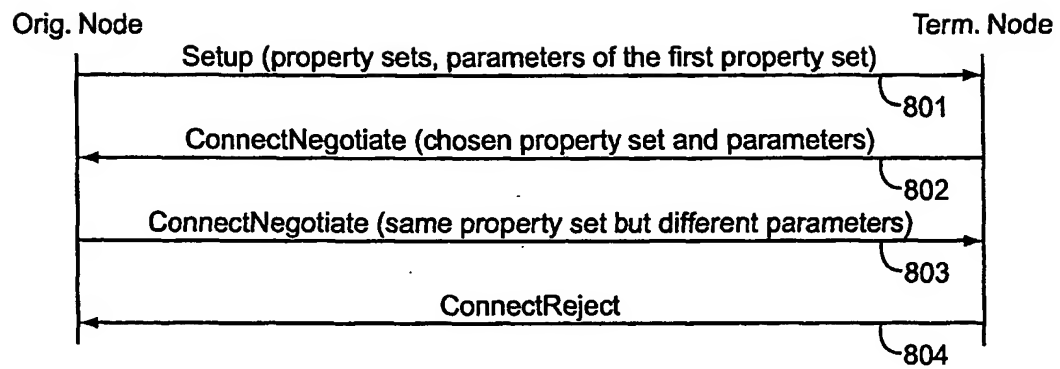 Orig. Node
Term. Node
Setup (property sets, parameters of the first property set)
801
ConnectNegotiate (chosen property set and parameters)
802
ConnectNegotiate (same property set but different parameters)
803
ConnectReject
804